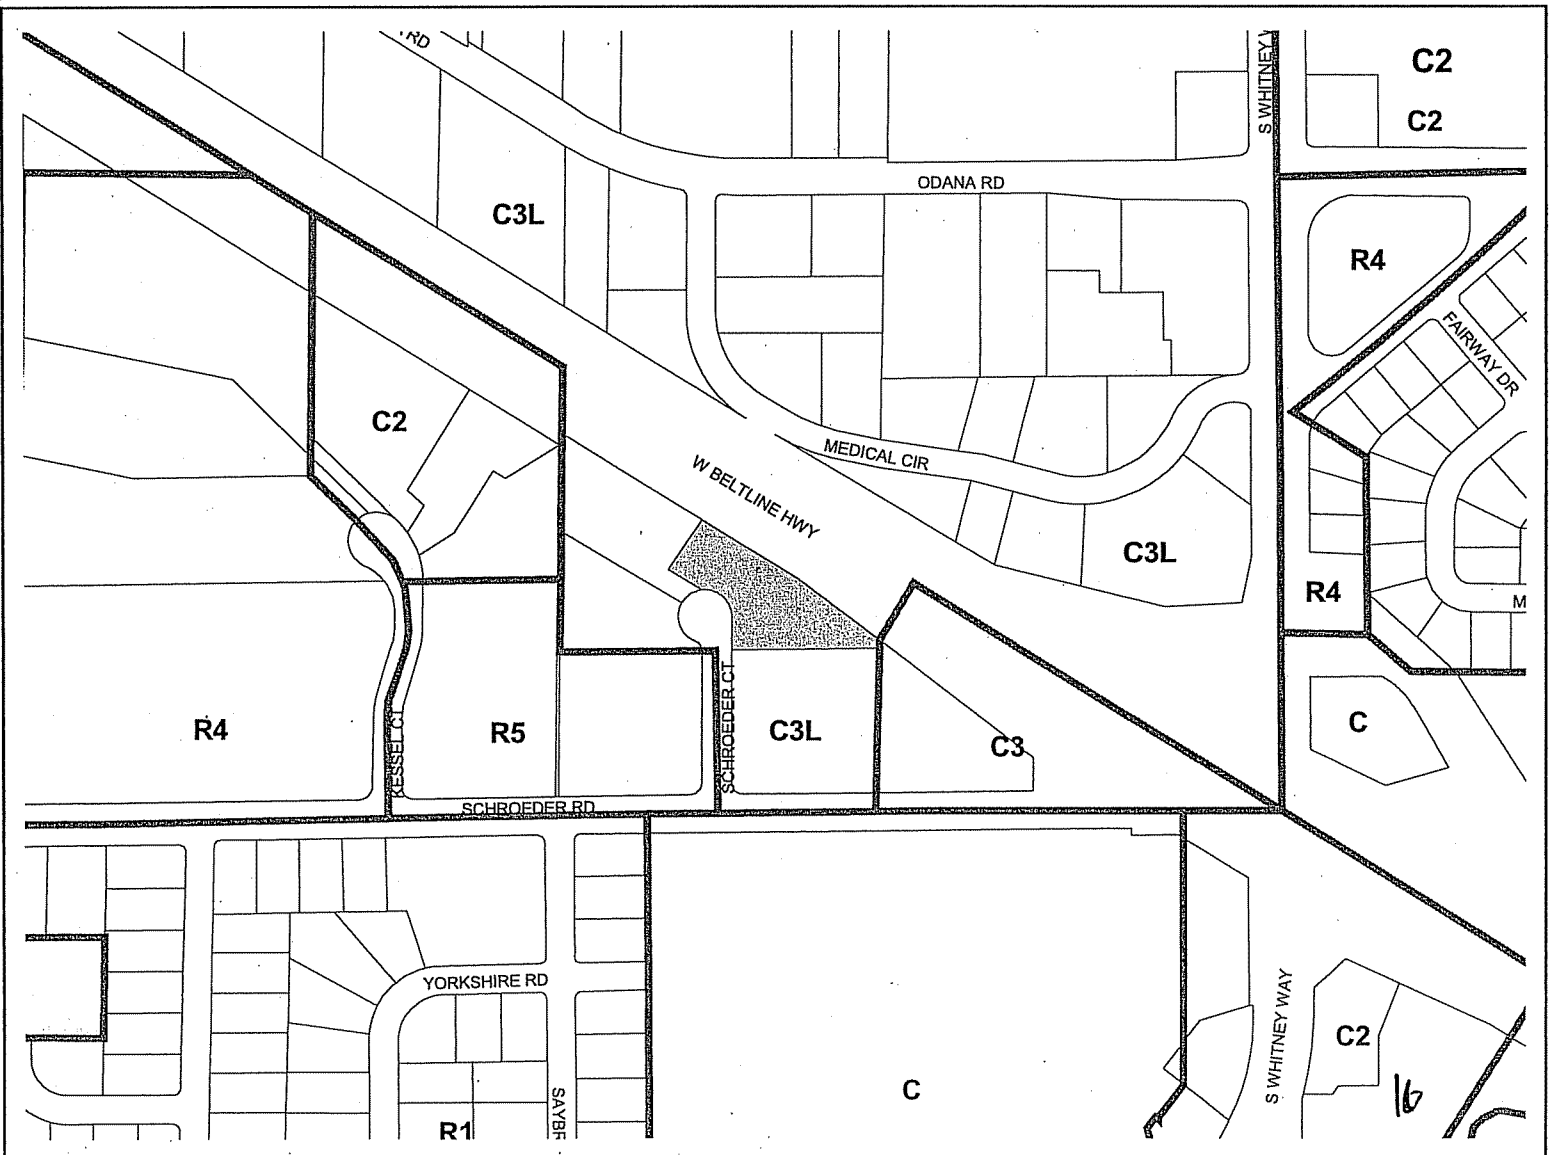 RD
S WHITNEY
C2
C2
ODANA RD
C3L
R4
FAIRWAY DR
C2
MEDICAL CIR
W BELTLINE HWY
C3L
R4
M
R4
KESSEL CT
R5
SCHROEDER CT
C3L
C3
C
SCHROEDER RD
YORKSHIRE RD
SAYBR
R1
C
S WHITNEY WAY
C2
16